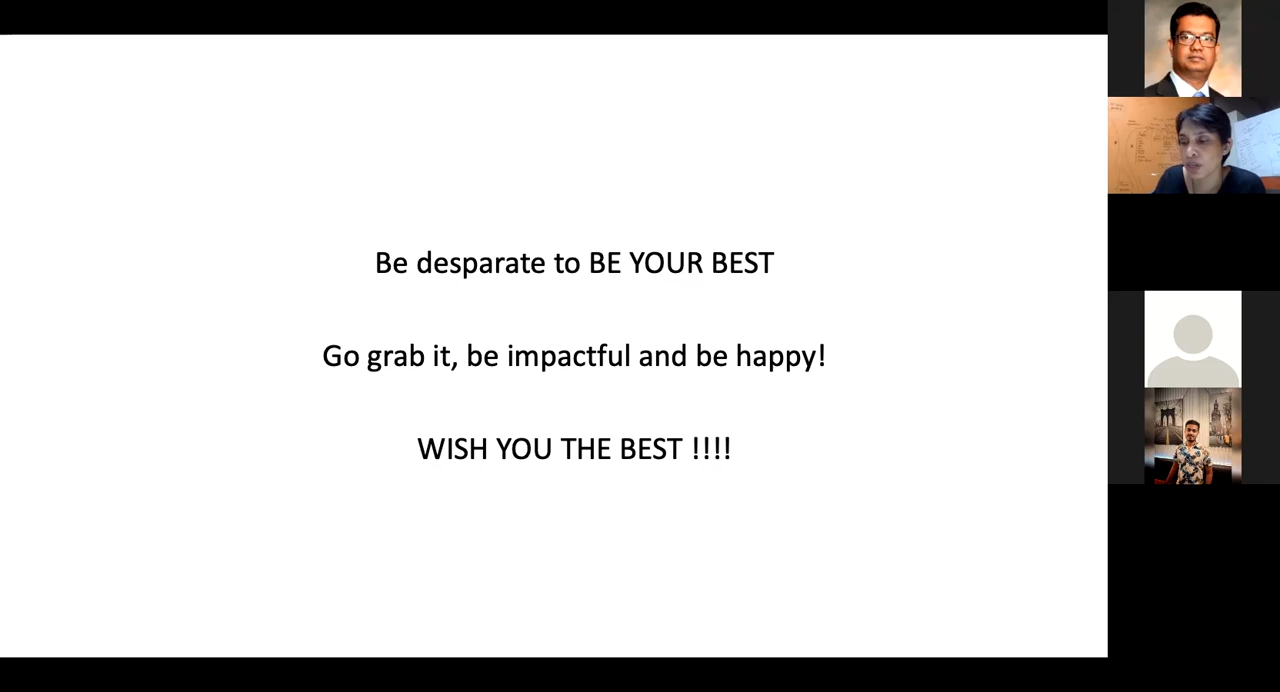 Be desparate to BE YOUR BEST
Go grab it, be impactful and be happy!
WISH YOU THE BEST !!!!